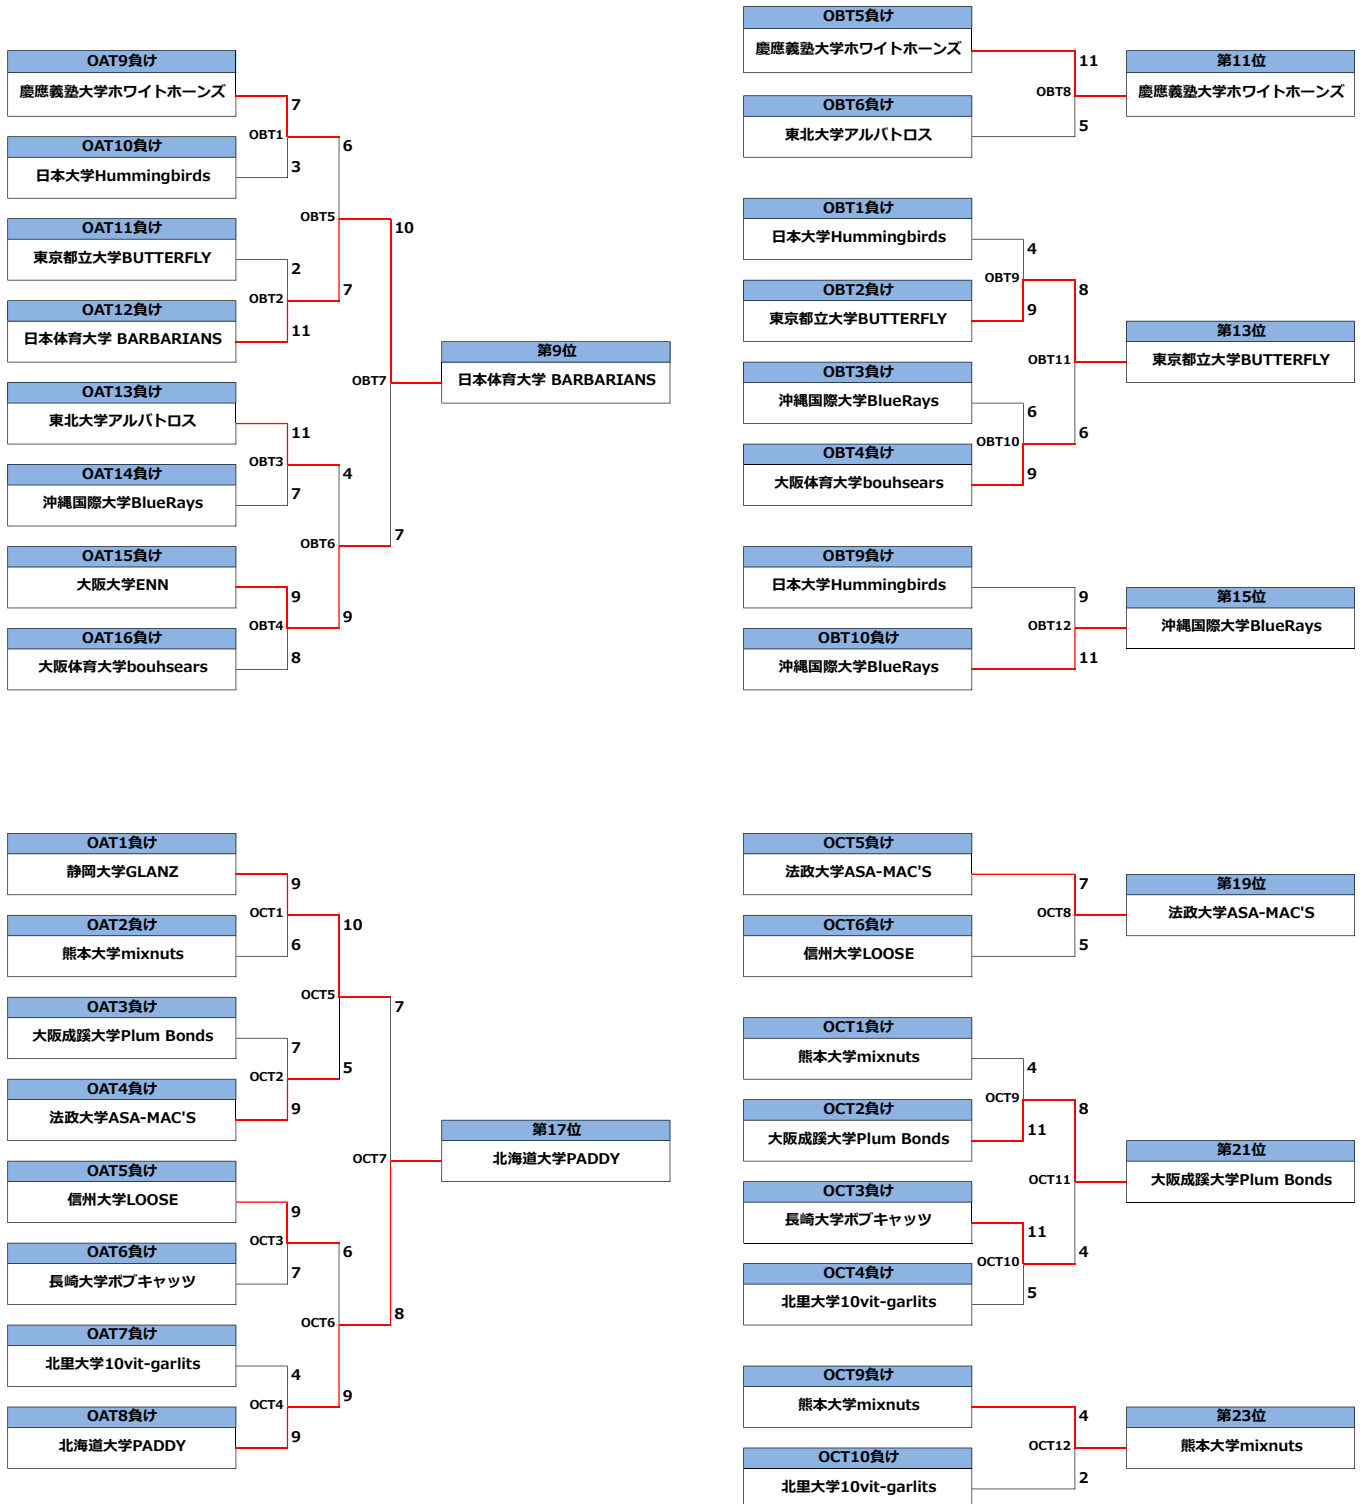 OAT9負け
慶應義塾大学ホワイトホーンズ
7
OBT1
OAT10負け
3
日本大学Hummingbirds
6
OAT11負け
OBT5
10
東京都立大学BUTTERFLY
2
OBT2
7
OAT12負け
11
日本体育大学 BARBARIANS
第9位
OBT7
日本体育大学 BARBARIANS
OAT13負け
東北大学アルバトロス
11
OBT3
4
OAT14負け
7
沖縄国際大学BlueRays
OBT6
7
OAT15負け
大阪大学ENN
9
OBT4
9
OAT16負け
8
大阪体育大学bouhsears
OBT5負け
慶應義塾大学ホワイトホーンズ
11
第11位
OBT8
慶應義塾大学ホワイトホーンズ
OBT6負け
5
東北大学アルバトロス
OBT1負け
日本大学Hummingbirds
4
OBT9
8
OBT2負け
9
東京都立大学BUTTERFLY
第13位
OBT11
東京都立大学BUTTERFLY
OBT3負け
沖縄国際大学BlueRays
6
OBT10
6
OBT4負け
9
大阪体育大学bouhsears
OBT9負け
日本大学Hummingbirds
9
第15位
OBT12
沖縄国際大学BlueRays
OBT10負け
11
沖縄国際大学BlueRays
OAT1負け
静岡大学GLANZ
9
OCT1
10
OAT2負け
6
熊本大学mixnuts
OCT5
7
OAT3負け
大阪成蹊大学Plum Bonds
7
OCT2
5
OAT4負け
9
法政大学ASA-MAC'S
第17位
OCT7
北海道大学PADDY
OAT5負け
信州大学LOOSE
9
OCT3
6
OAT6負け
7
長崎大学ボブキャッツ
OCT6
8
OAT7負け
北里大学10vit-garlits
4
OCT4
9
OAT8負け
9
北海道大学PADDY
OCT5負け
法政大学ASA-MAC'S
7
第19位
OCT8
法政大学ASA-MAC'S
OCT6負け
5
信州大学LOOSE
OCT1負け
熊本大学mixnuts
4
OCT9
8
OCT2負け
11
大阪成蹊大学Plum Bonds
第21位
OCT11
大阪成蹊大学Plum Bonds
OCT3負け
長崎大学ボブキャッツ
11
OCT10
4
OCT4負け
5
北里大学10vit-garlits
OCT9負け
熊本大学mixnuts
4
第23位
OCT12
熊本大学mixnuts
OCT10負け
2
北里大学10vit-garlits